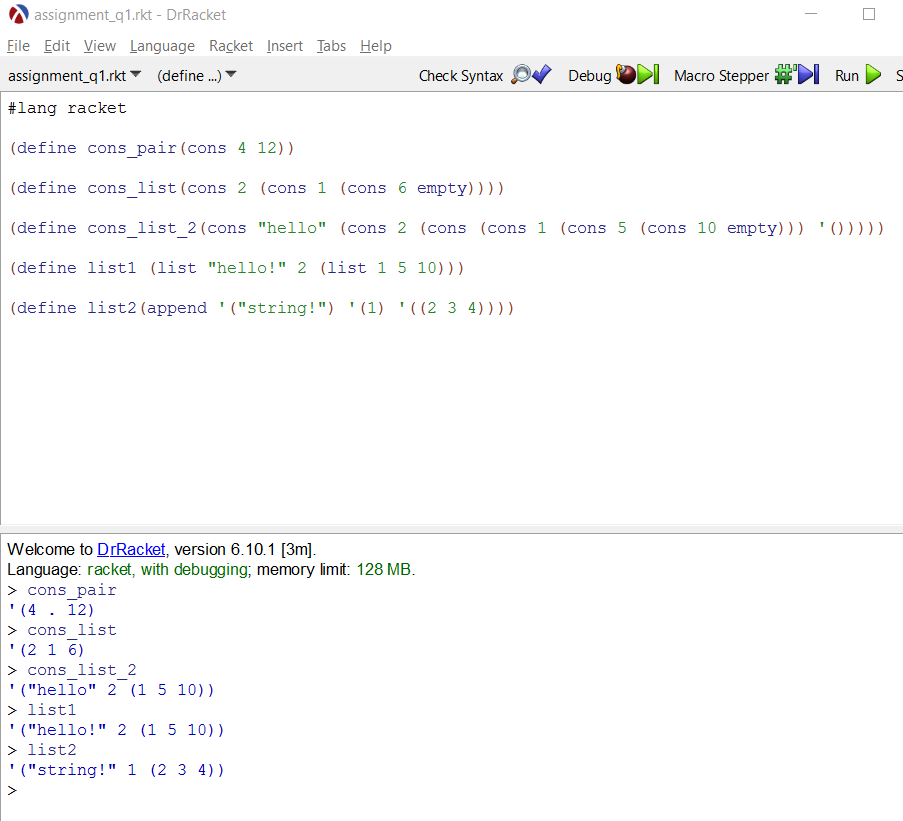 assignment_q1.rkt - DrRacket
File Edit View Language Racket Insert Tabs Help
assignment_q1.rkt (define ...) Check Syntax Debug Macro Stepper #' Run S
#lang racket
(define cons_pair(cons 4 12))
(define cons_list(cons 2 (cons 1 (cons 6 empty))))
(define cons_list_2(cons "hello" (cons 2 (cons (cons 1 (cons 5 (cons 10 empty))) '()))))
(define list1 (list "hello!" 2 (list 1 5 10)))
(define list2(append '("string!") '(1) '((2 3 4))))
Welcome to DrRacket, version 6.10.1 [3m].
Language: racket, with debugging; memory limit: 128 MB.
> cons_pair
'(4 . 12)
> cons_list
'(2 1 6)
> cons_list_2
'("hello" 2 (1 5 10))
> list1
'("hello!" 2 (1 5 10))
> list2
'("string!" 1 (2 3 4))
>